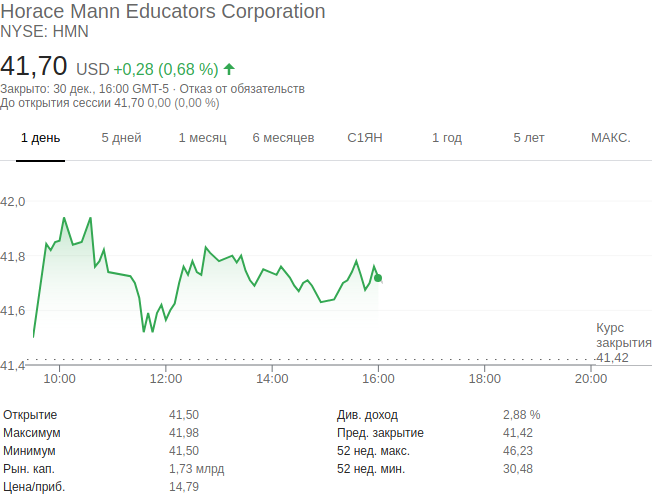 Horace Mann Educators Corporation
NYSE: HMN
41,70 USD +0,28 (0,68 %)
Закрыто: 30 дек., 16:00 GMT-5 · Отказ от обязательств
До открытия сессии 41,70 0,00 (0,00 %)
1 день 5 дней 1 месяц 6 месяцев С1ЯН 1 год 5 лет МАКС.
42,0
41,8
41,6
Курс
закрытия
41,42
41,4
10:00 12:00 14:00 16:00 18:00 20:00
Открытие 41,50 Див. доход 2,88 %
Максимум 41,98 Пред. закрытие 41,42
Минимум 41,50 52 нед. макс. 46,23
Рын. кап. 1,73 млрд 52 нед. мин. 30,48
Цена/приб. 14,79